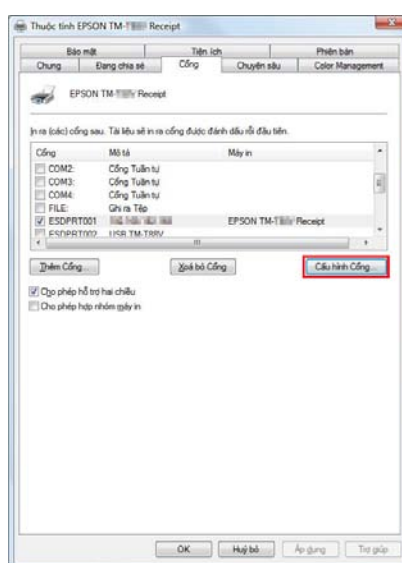 Thuộc tính EPSON TM- Receipt
Bảo mật Tiện ích Phiên bản
Chung Đang chia sẻ Cổng Chuyên sâu Color Management
EPSON TM- Receipt
In ra (các) cổng sau. Tài liệu sẽ in ra cổng được đánh dấu rồi đầu tiên.
Cổng Mô tả Máy in
COM2: Cổng Tuần tự
COM3: Cổng Tuần tự
COM4: Cổng Tuần tự
FILE: Ghi ra Tệp
ESDPRT001 EPSON TM- Receipt
ESDPRT002 USB TM-T88V
Thêm Cổng... Xoá bỏ Cổng Cấu hình Cổng...
Cho phép hỗ trợ hai chiều
Cho phép hợp nhóm máy in
OK Huỷ bỏ Áp dụng Trợ giúp